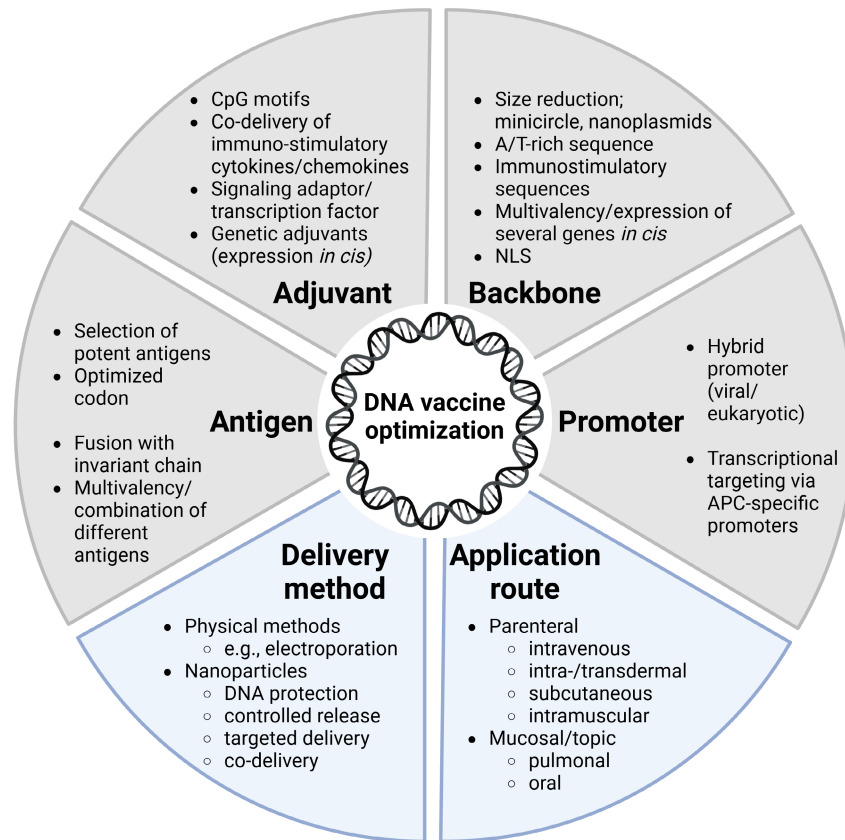 • CpG motifs
• Co-delivery of
immuno-stimulatory
cytokines/chemokines
• Signaling adaptor/
transcription factor
• Genetic adjuvants
(expression in cis)
Adjuvant
• Size reduction;
minicircle, nanoplasmids
• A/T-rich sequence
• Immunostimulatory
sequences
• Multivalency/expression of
several genes in cis
• NLS
Backbone
• Selection of
potent antigens
• Optimized
codon
• Fusion with
invariant chain
• Multivalency/
combination of
different
antigens
Antigen
DNA vaccine
optimization
Promoter
• Hybrid
promoter
(viral/
eukaryotic)
• Transcriptional
targeting via
APC-specific
promoters
Delivery
method
• Physical methods
○ e.g., electroporation
• Nanoparticles
○ DNA protection
○ controlled release
○ targeted delivery
○ co-delivery
Application
route
• Parenteral
○ intravenous
○ intra-/transdermal
○ subcutaneous
○ intramuscular
• Mucosal/topic
○ pulmonal
○ oral